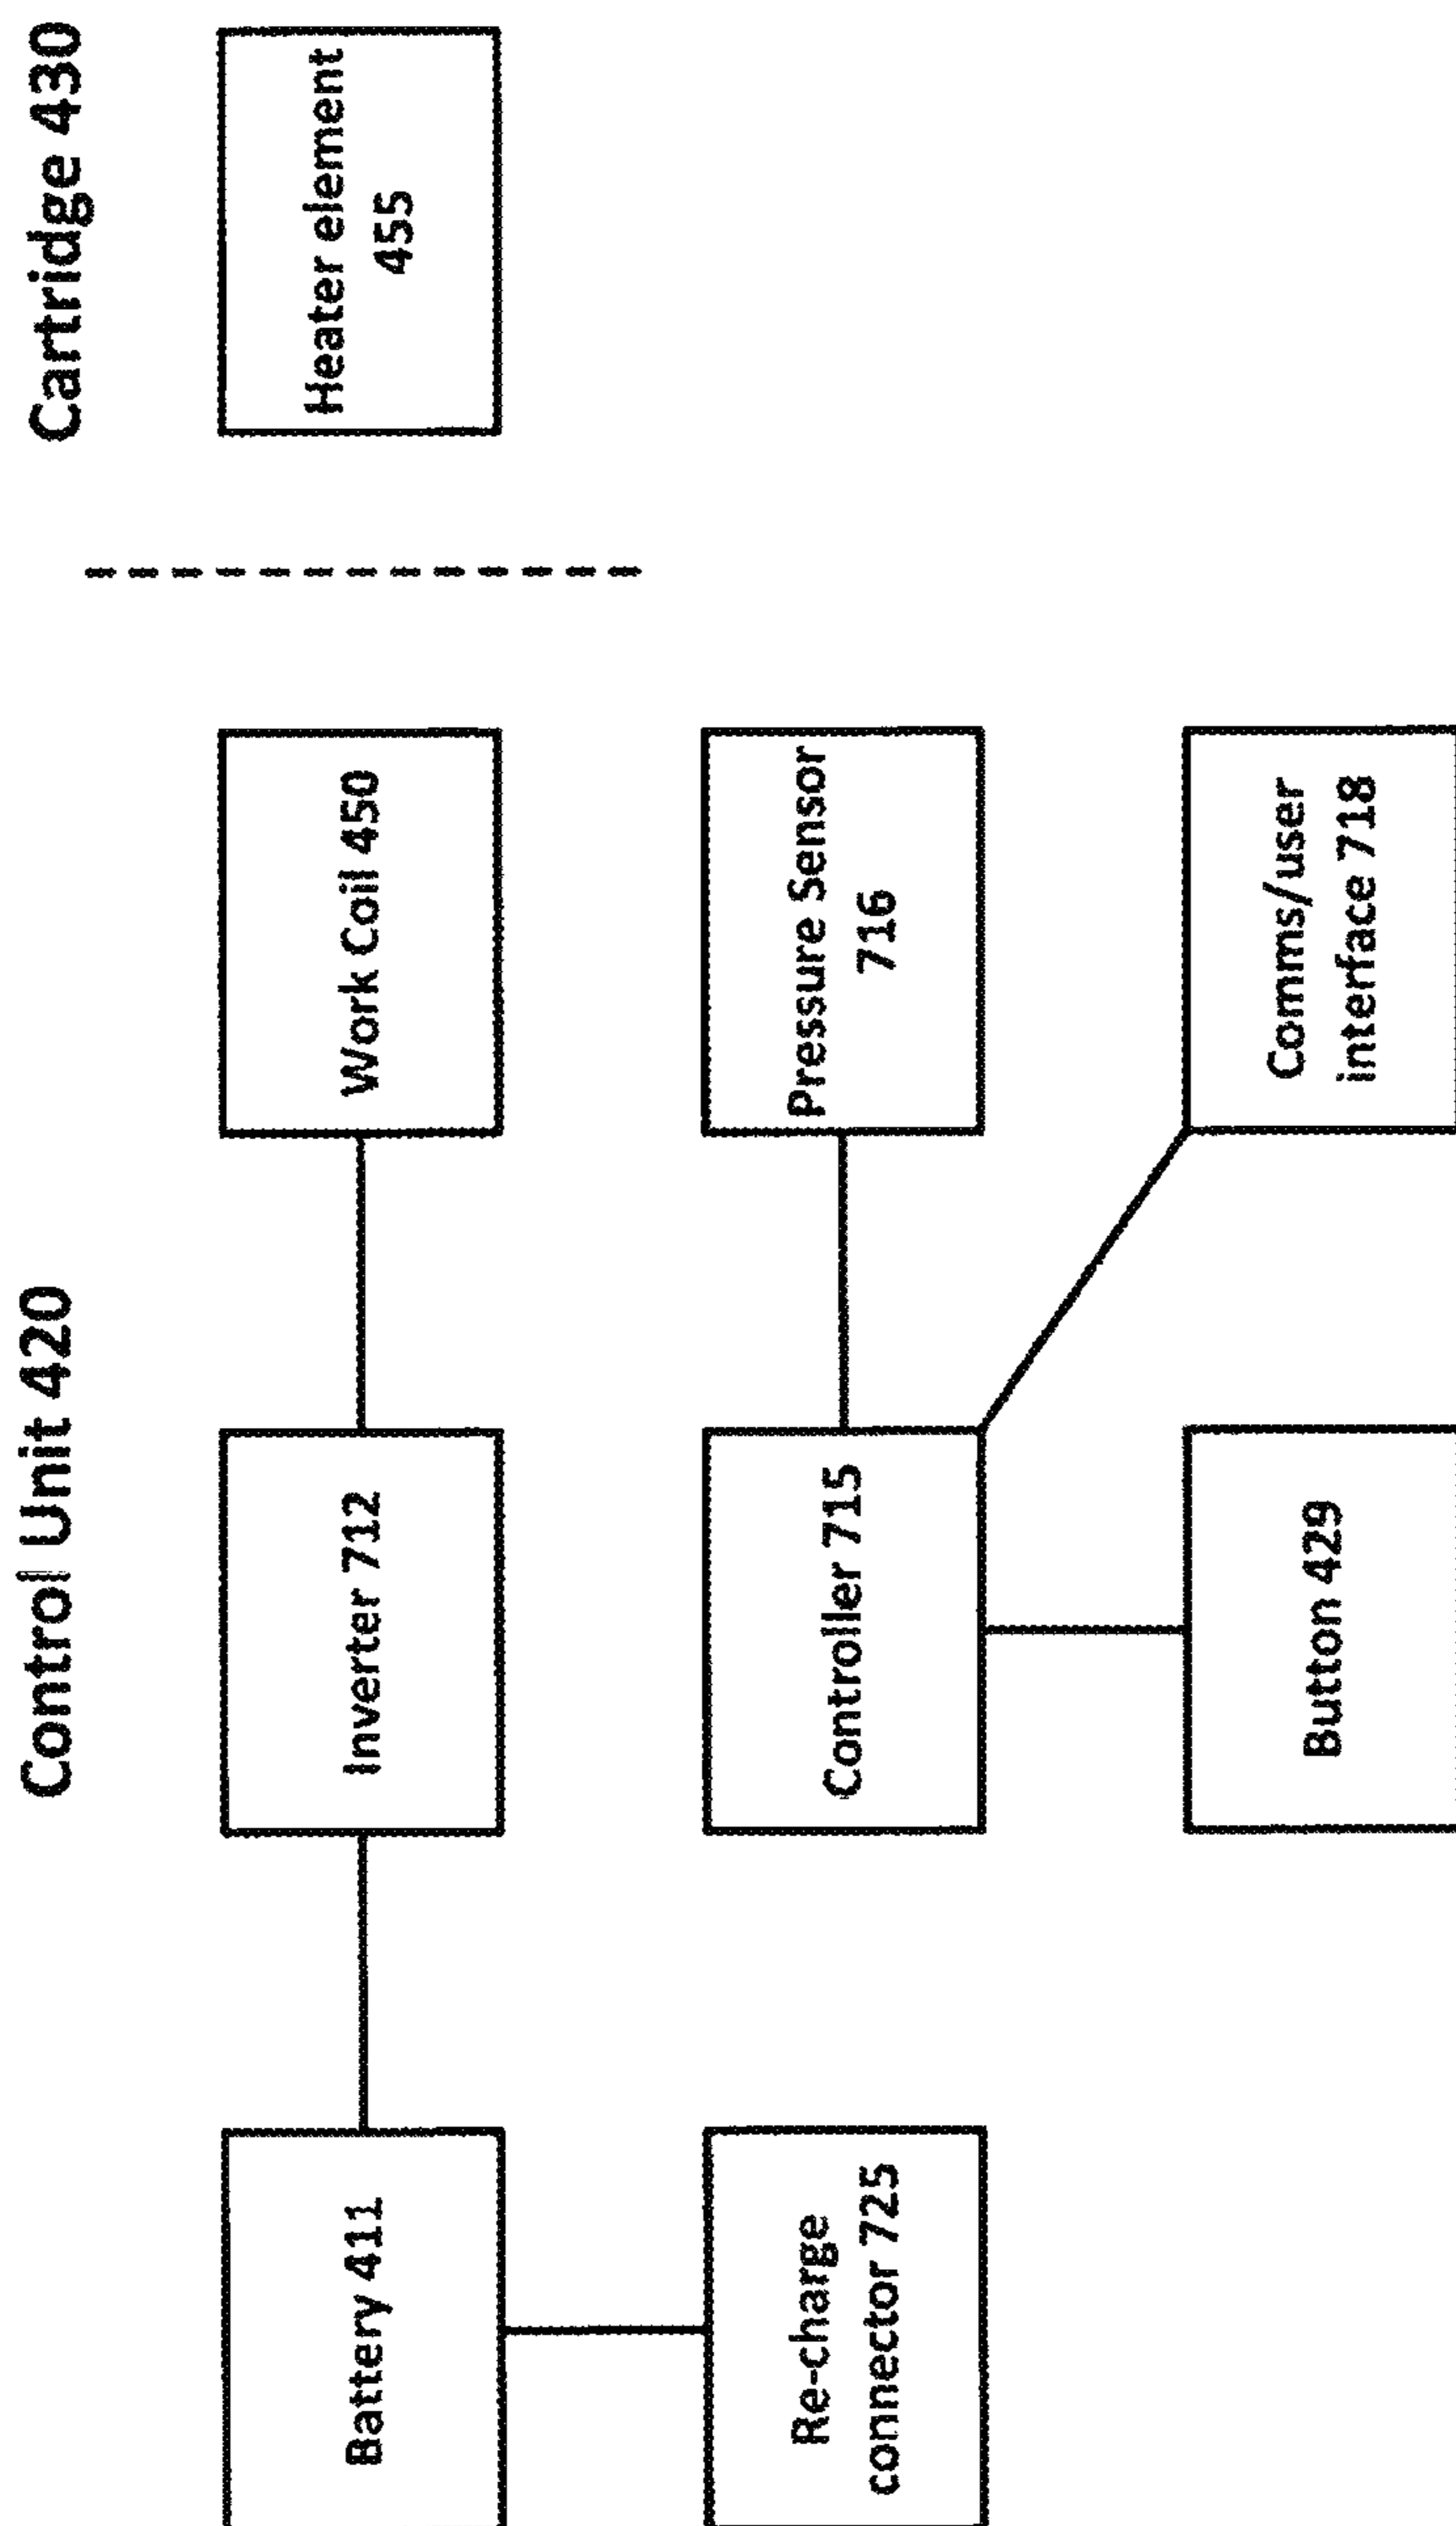 Control Unit 420
Cartridge 430
Battery 411
Inverter 712
Work Coil 450
Heater element
455
Re-charge
connector 725
Controller 715
Pressure Sensor
716
Button 429
Comms/user
interface 718